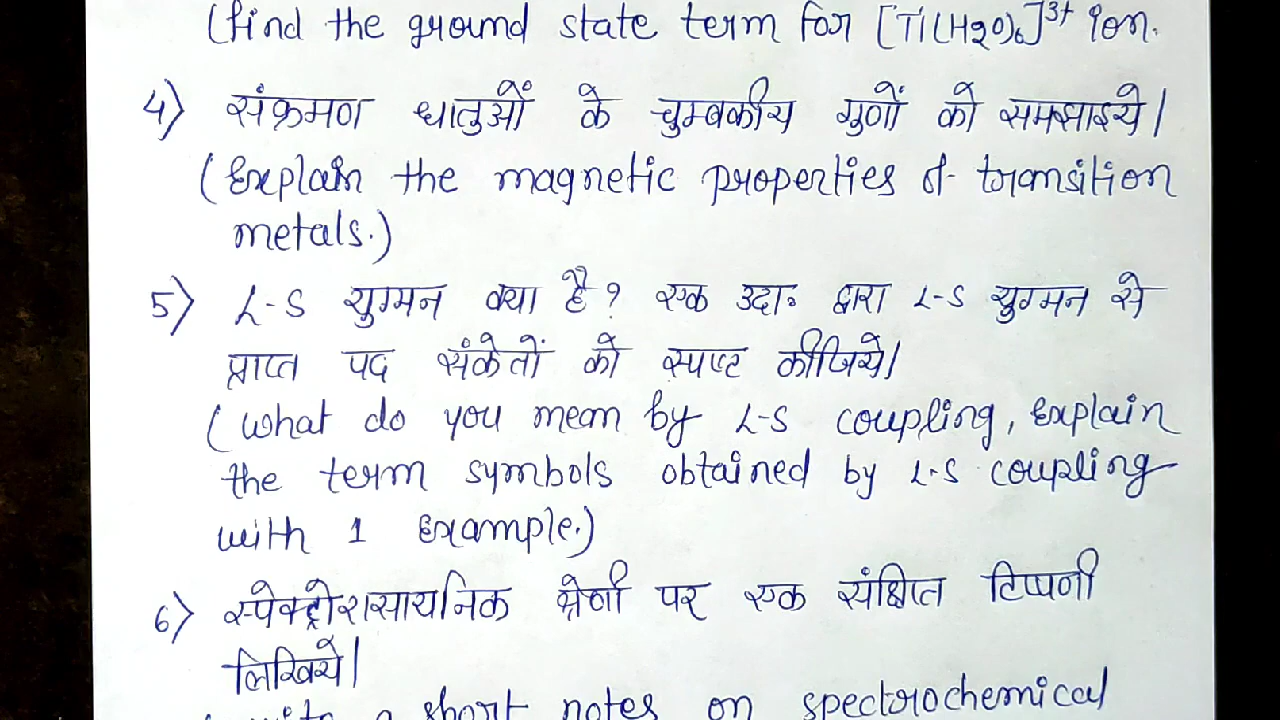 (find the ground state term for [Ti(H2O)6]3+ ion.
4) संक्रमण धातुओं के चुम्बकीय गुणों को समझाइये।
(Explain the magnetic properties of transition
metals.)
5) L-S युग्मन क्या है? एक उदा० द्वारा L-S युग्मन से
प्राप्त पद संकेतों को स्पष्ट कीजिये।
(What do you mean by L-S coupling, Explain
the term symbols obtained by L-S coupling
with 1 Example.)
6) स्पेक्ट्रोरासायनिक श्रेणी पर एक संक्षिप्त टिप्पणी
लिखिये।
a short notes on spectrochemical